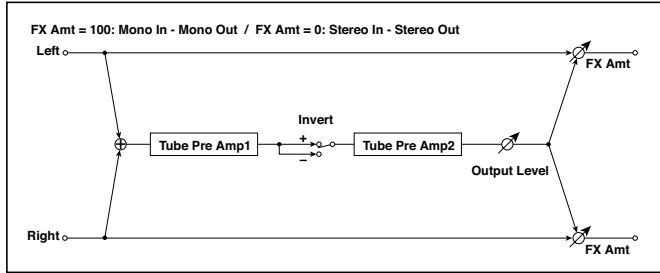 FX Amt = 100: Mono In - Mono Out / FX Amt = 0: Stereo In - Stereo Out
Left
FX Amt
Invert
+
Tube Pre Amp1
Tube Pre Amp2
–
Output Level
Right
FX Amt